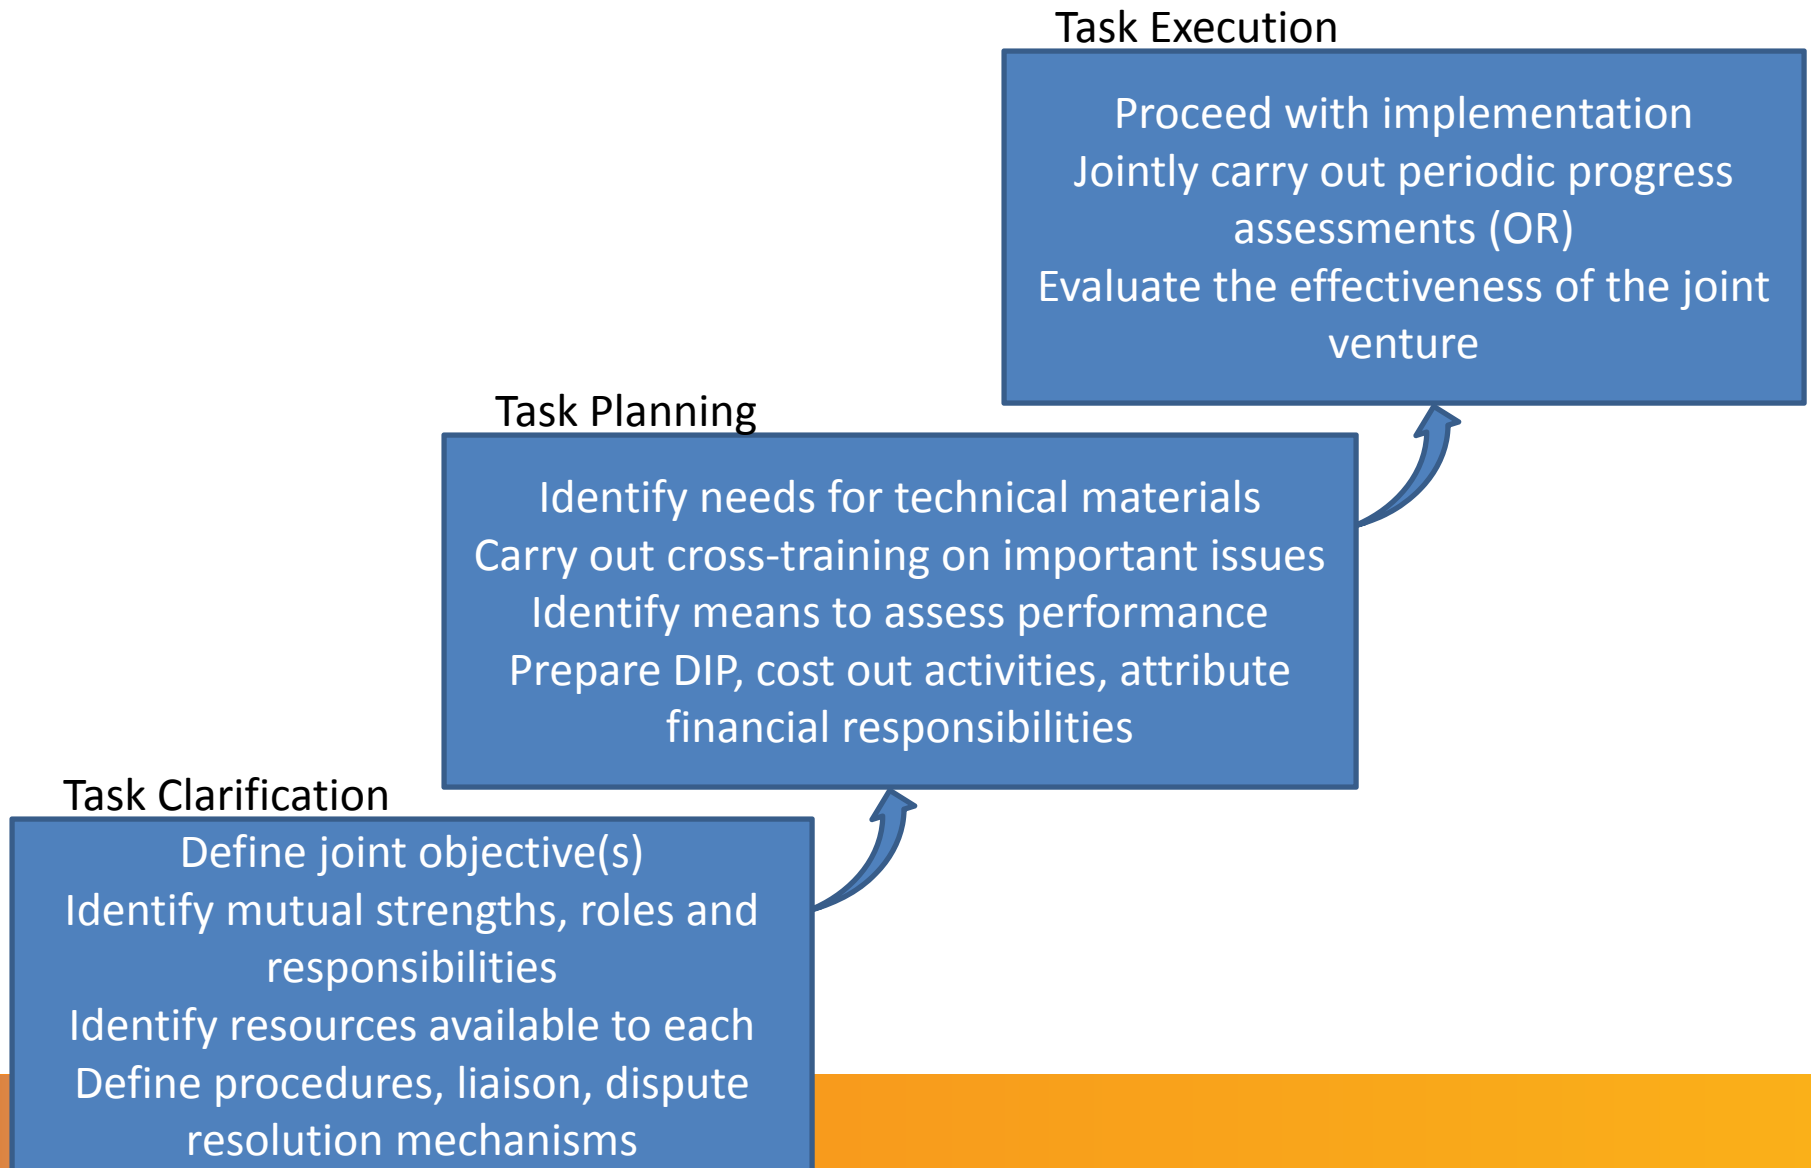 Task Execution
Proceed with implementation
Jointly carry out periodic progress
assessments (OR)
Evaluate the effectiveness of the joint
venture
Task Planning
Identify needs for technical materials
Carry out cross-training on important issues
Identify means to assess performance
Prepare DIP, cost out activities, attribute
financial responsibilities
Task Clarification
Define joint objective(s)
Identify mutual strengths, roles and
responsibilities
Identify resources available to each
Define procedures, liaison, dispute
resolution mechanisms